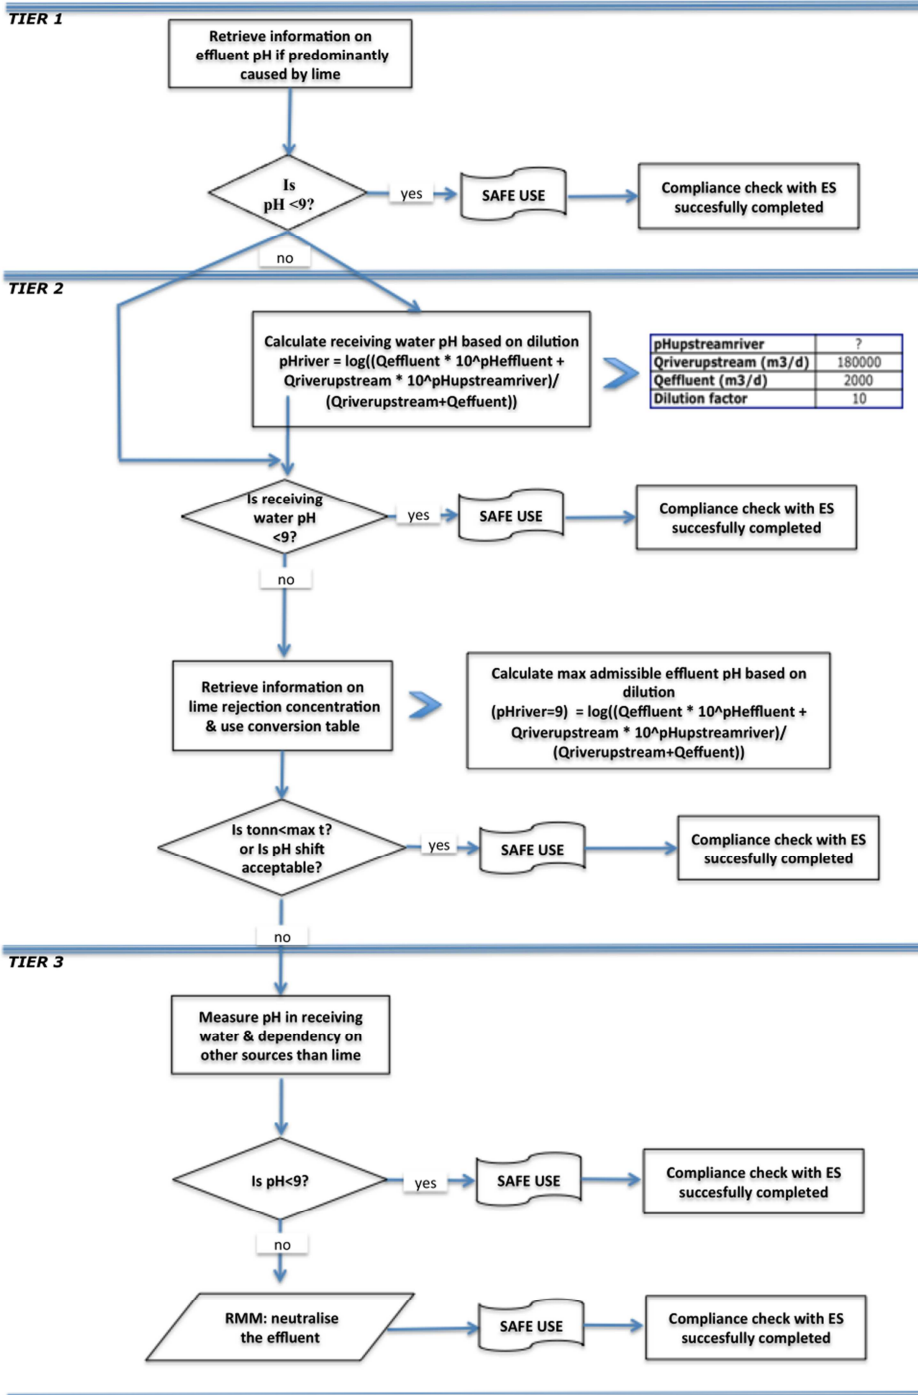 TIER 1
Retrieve information on
effluent pH if predominantly
caused by lime
Is
pH <9?
yes
SAFE USE
Compliance check with ES
succesfully completed
no
TIER 2
Calculate receiving water pH based on dilution
pHriver = log((Qeffluent * 10^pHeffluent +
Qriverupstream * 10^pHupstreamriver)/
(Qriverupstream+Qeffuent))
pHupstreamriver ?
Qriverupstream (m3/d) 180000
Qeffluent (m3/d) 2000
Dilution factor 10
Is receiving
water pH
<9?
yes
SAFE USE
Compliance check with ES
succesfully completed
no
Retrieve information on
lime rejection concentration
& use conversion table
Calculate max admissible effluent pH based on
dilution
(pHriver=9) = log((Qeffluent * 10^pHeffluent +
Qriverupstream * 10^pHupstreamriver)/
(Qriverupstream+Qeffuent))
Is tonn<max t?
or Is pH shift
acceptable?
yes
SAFE USE
Compliance check with ES
succesfully completed
no
TIER 3
Measure pH in receiving
water & dependency on
other sources than lime
Is pH<9?
yes
SAFE USE
Compliance check with ES
succesfully completed
no
RMM: neutralise
the effluent
SAFE USE
Compliance check with ES
succesfully completed